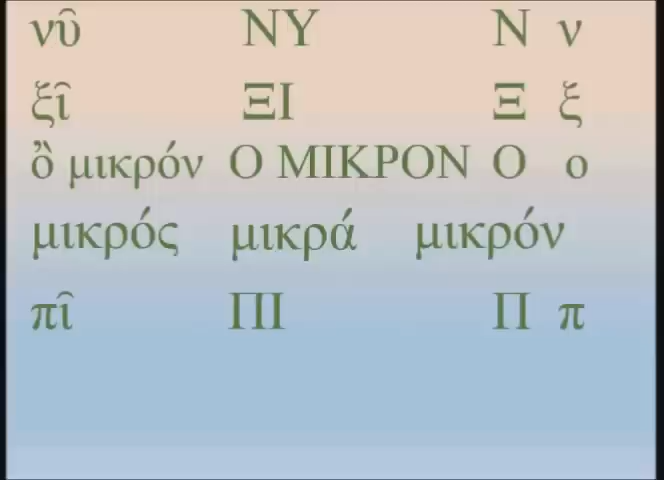 νῦ ΝΥ Ν ν
ξῖ ΞΙ Ξ ξ
ὂ μικρόν Ο ΜΙΚΡΟΝ Ο ο
μικρός μικρά μικρόν
πῖ ΠΙ Π π